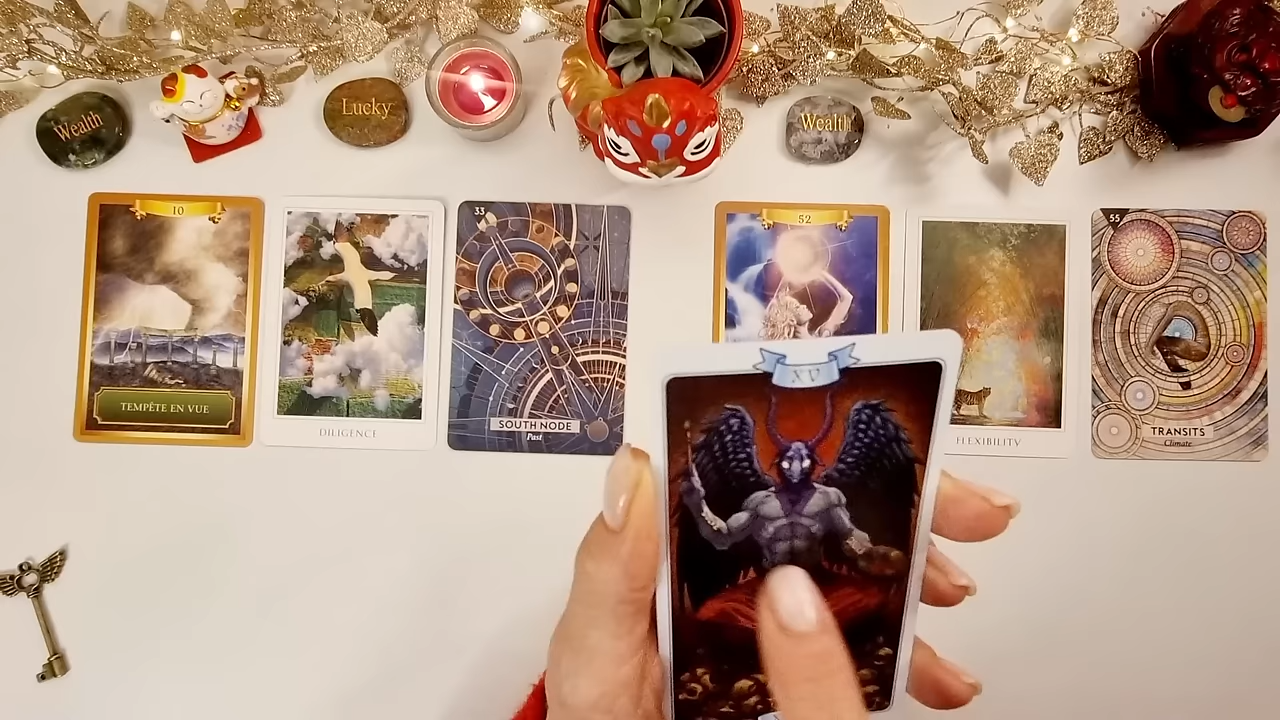 Wealth
Lucky
Wealth
10
TEMPÊTE EN VUE
DILIGENCE
33
SOUTH NODE
Past
52
XV
FLEXIBILITY
55
TRANSITS
Climate